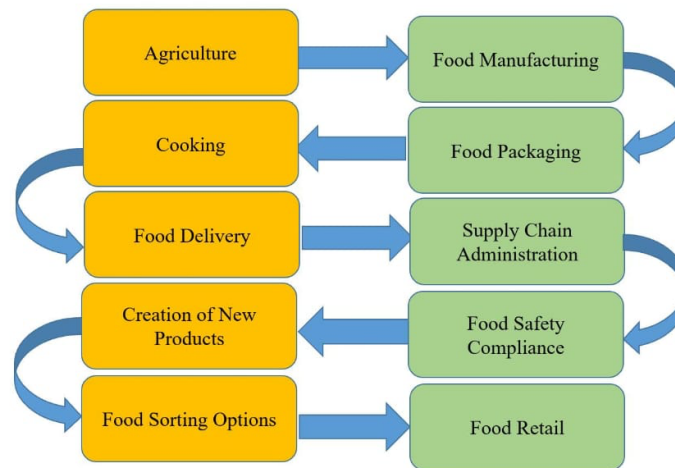 Agriculture
Food Manufacturing
Cooking
Food Packaging
Food Delivery
Supply Chain
Administration
Creation of New
Products
Food Safety
Compliance
Food Sorting Options
Food Retail